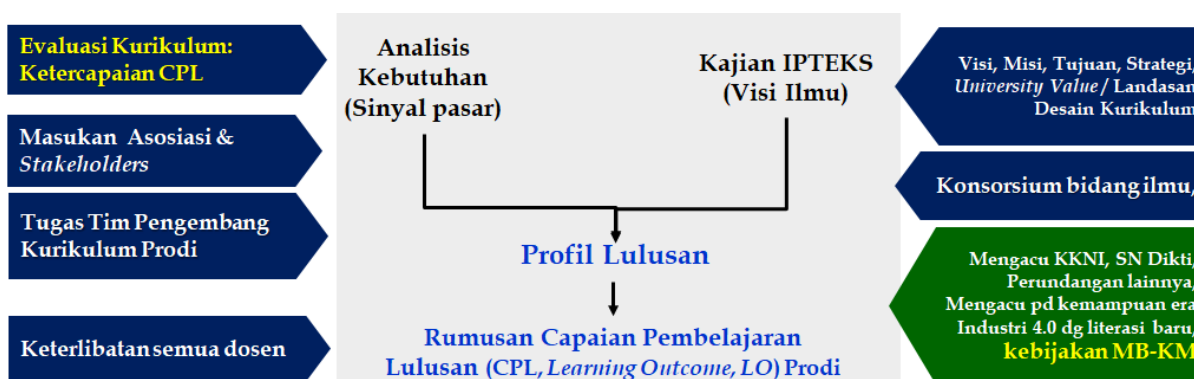 Evaluasi Kurikulum:
Ketercapaian CPL
Masukan Asosiasi &
Stakeholders
Tugas Tim Pengembang
Kurikulum Prodi
Keterlibatan semua dosen
Analisis
Kebutuhan
(Sinyal pasar)
Kajian IPTEKS
(Visi Ilmu)
Profil Lulusan
Rumusan Capaian Pembelajaran
Lulusan (CPL, Learning Outcome, LO) Prodi
Visi, Misi, Tujuan, Strategi,
University Value / Landasan
Desain Kurikulum
Konsorsium bidang ilmu,
Mengacu KKNI, SN Dikti,
Perundangan lainnya,
Mengacu pd kemampuan era
Industri 4.0 dg literasi baru,
kebijakan MB-KM